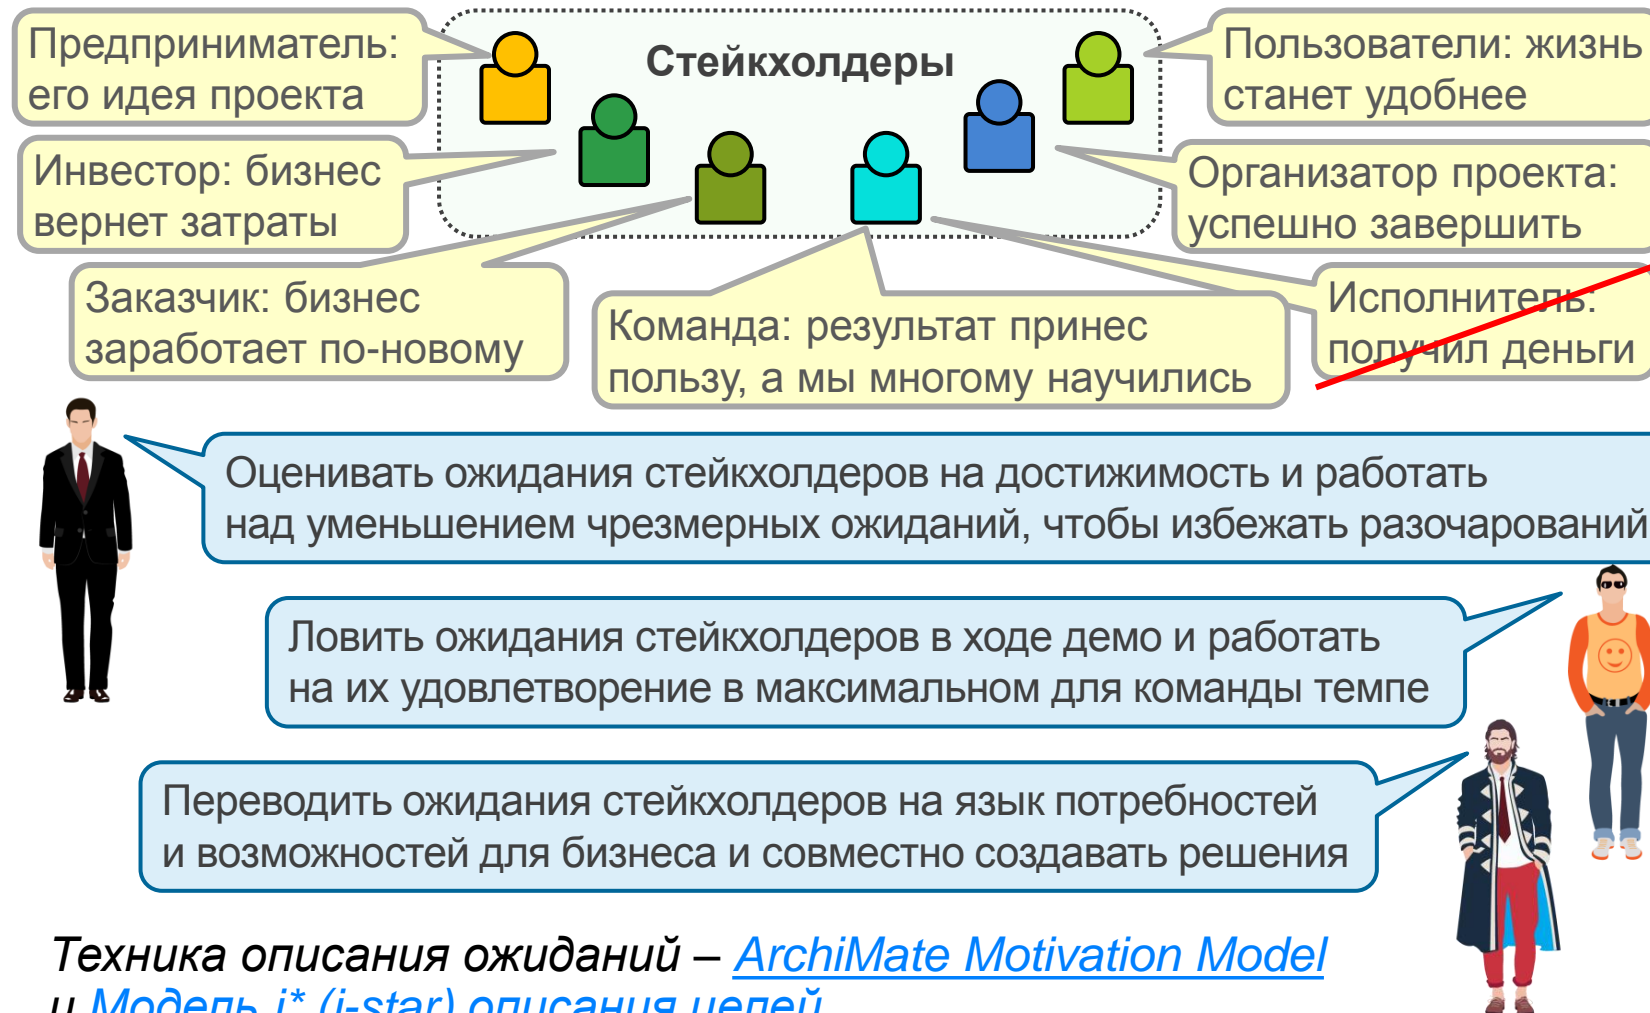 Стейкхолдеры
Предприниматель:
его идея проекта
Пользователи: жизнь
станет удобнее
Инвестор: бизнес
вернет затраты
Организатор проекта:
успешно завершить
Заказчик: бизнес
заработает по-новому
Команда: результат принес
пользу, а мы многому научились
Исполнитель:
получил деньги
Оценивать ожидания стейкхолдеров на достижимость и работать
над уменьшением чрезмерных ожиданий, чтобы избежать разочарований
Ловить ожидания стейкхолдеров в ходе демо и работать
на их удовлетворение в максимальном для команды темпе
Переводить ожидания стейкхолдеров на язык потребностей
и возможностей для бизнеса и совместно создавать решения
Техника описания ожиданий – ArchiMate Motivation Model
и Модель i* (i-star) описания целей